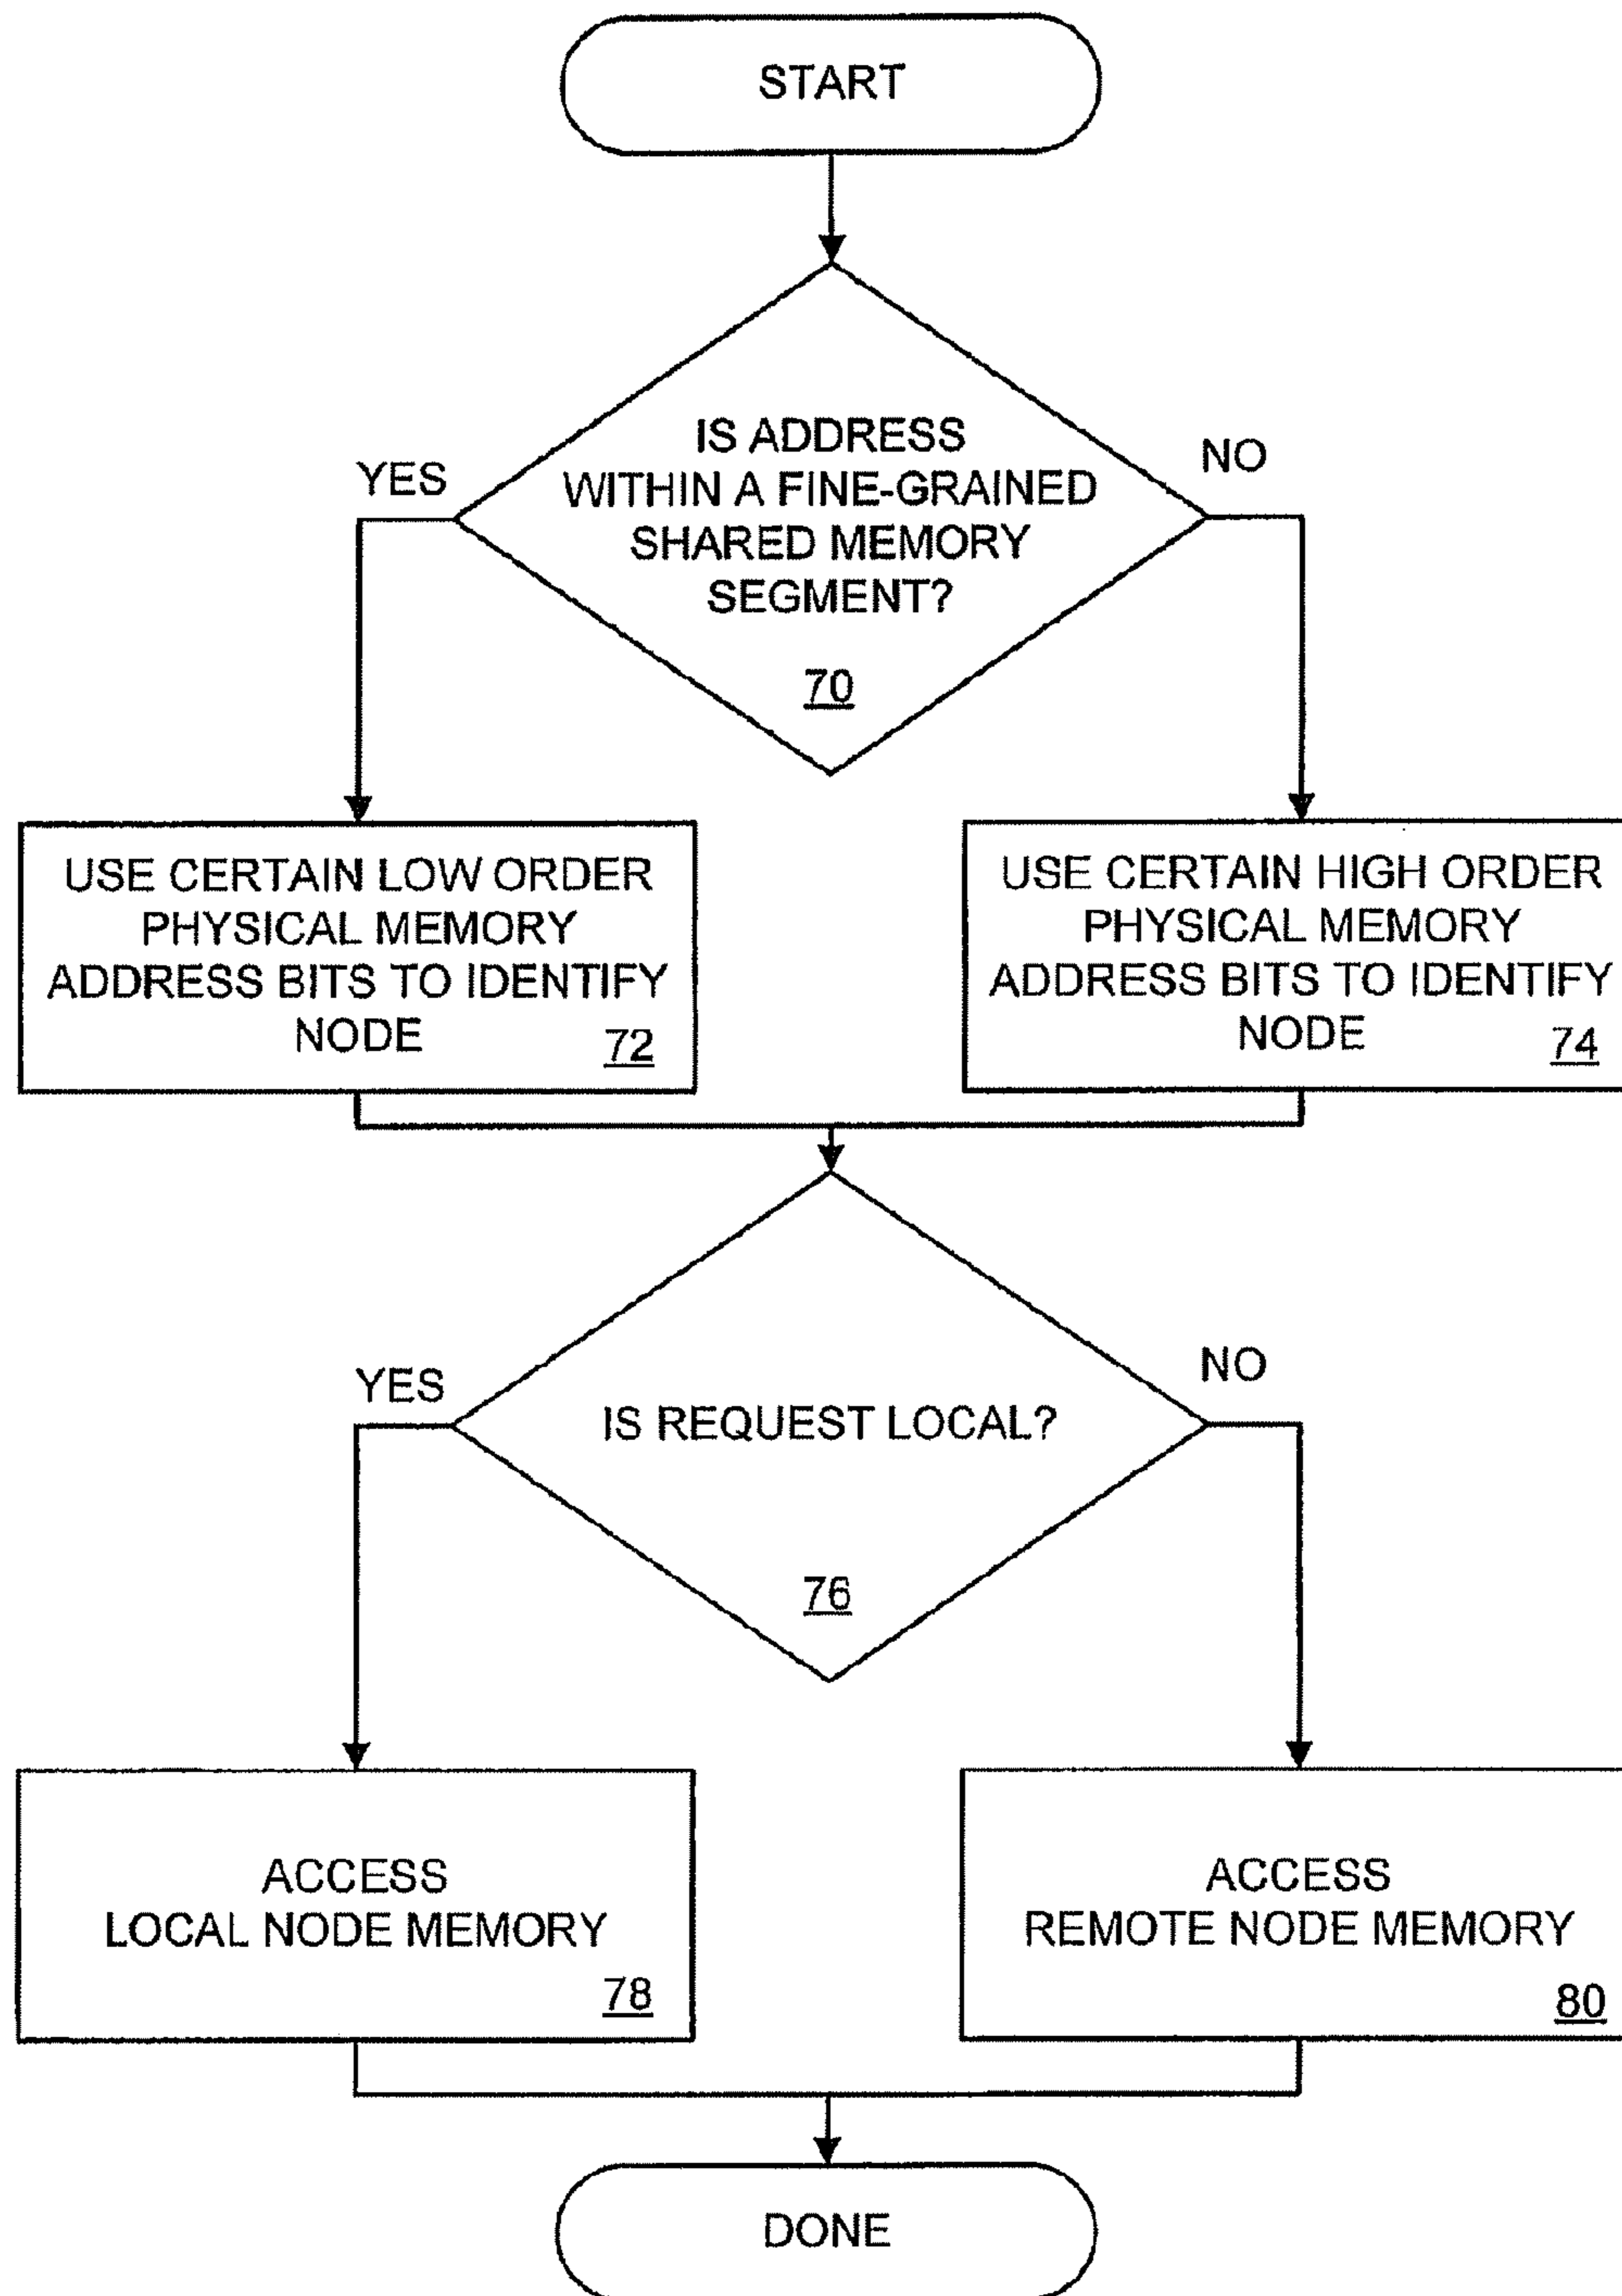 START
IS ADDRESS
WITHIN A FINE-GRAINED
SHARED MEMORY
SEGMENT?
70
YES
NO
USE CERTAIN LOW ORDER
PHYSICAL MEMORY
ADDRESS BITS TO IDENTIFY
NODE
72
USE CERTAIN HIGH ORDER
PHYSICAL MEMORY
ADDRESS BITS TO IDENTIFY
NODE
74
IS REQUEST LOCAL?
76
YES
NO
ACCESS
LOCAL NODE MEMORY
78
ACCESS
REMOTE NODE MEMORY
80
DONE